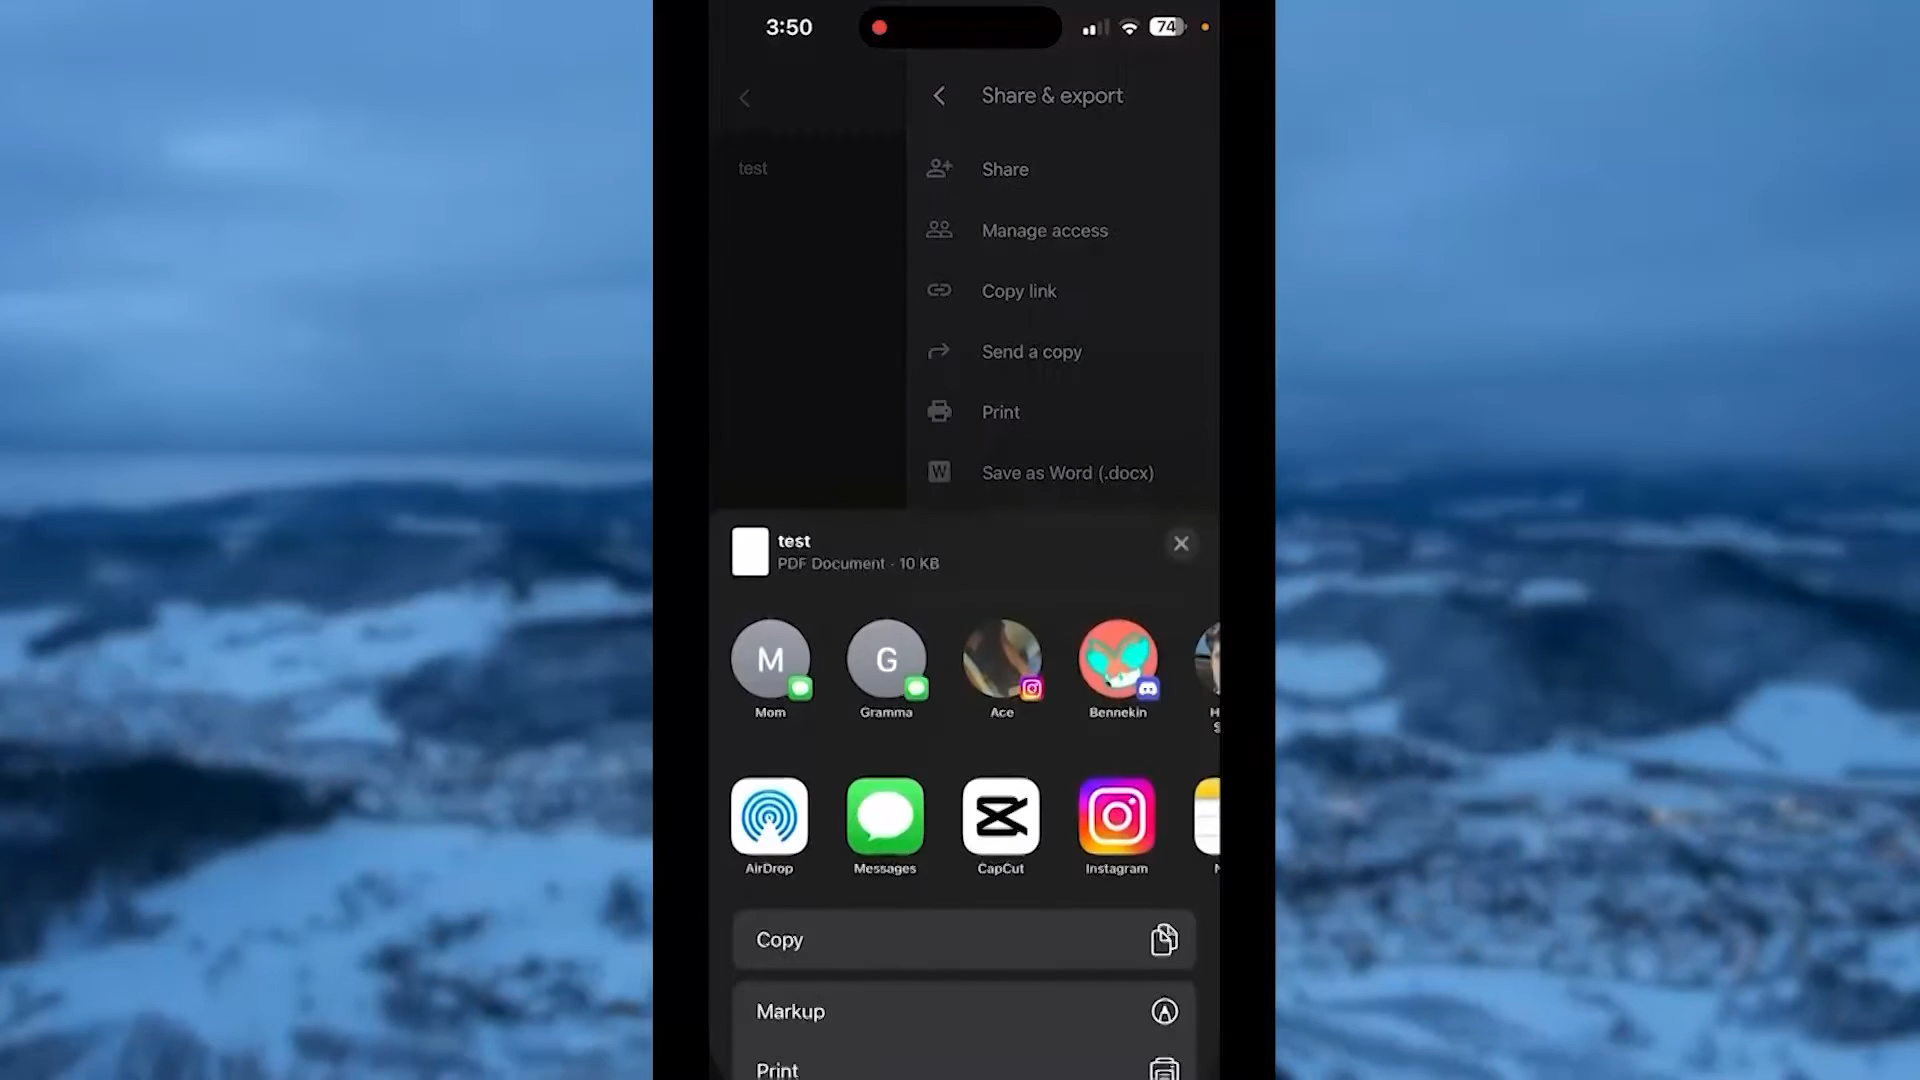 3:50
74
Share & export
test
Share
Manage access
Copy link
Send a copy
Print
W
Save as Word (.docx)
test
PDF Document · 10 KB
M
G
Mom
Gramma
Ace
Bennekin
AirDrop
Messages
CapCut
Instagram
Copy
Markup
Print